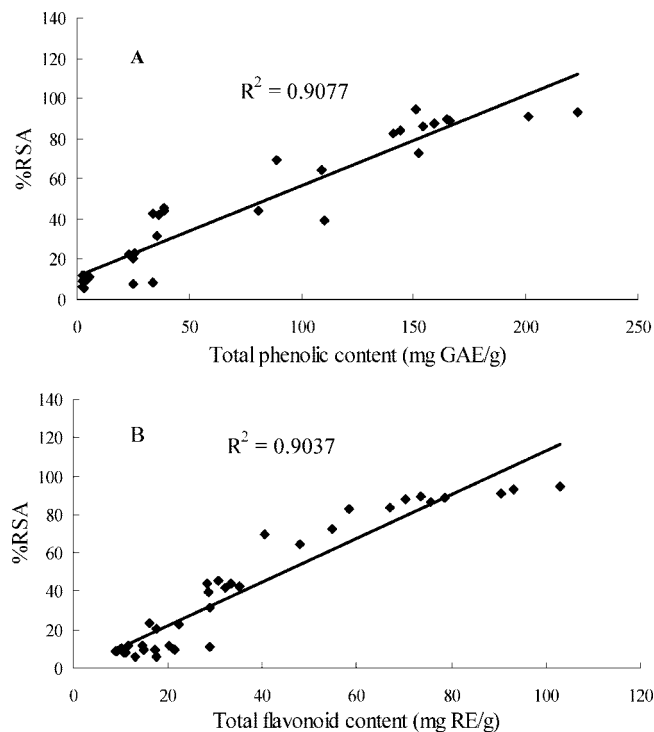 A
R² = 0.9077
%RSA
140
120
100
80
60
40
20
0
0 50 100 150 200 250
Total phenolic content (mg GAE/g)
B
R² = 0.9037
%RSA
140
120
100
80
60
40
20
0
0 20 40 60 80 100 120
Total flavonoid content (mg RE/g)